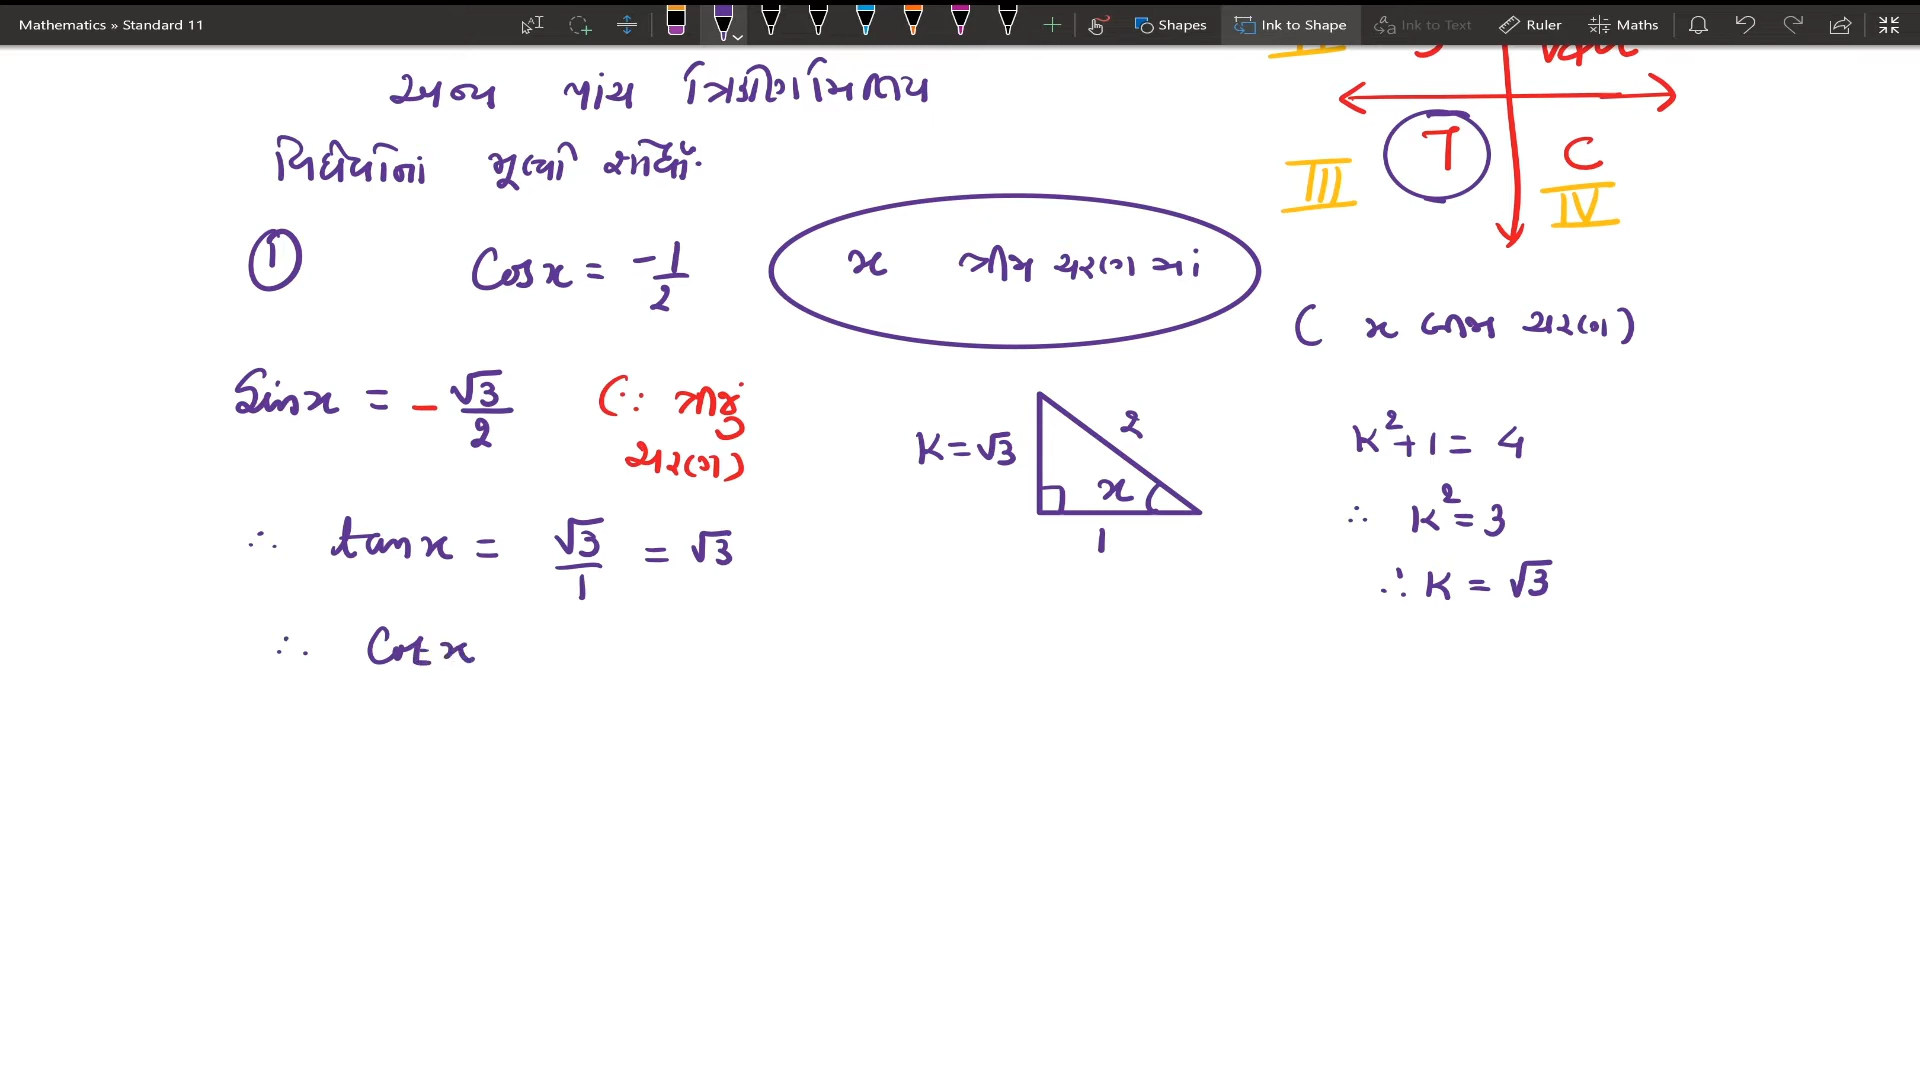 Mathematics » Standard 11
Shapes Ink to Shape Ink to Text Ruler Maths
અન્ય પાંચ ત્રિકોણમિતીય
વિધેયોનાં મૂલ્યો શોધો.
T C
III IV
① Cos x = -1/2 x ત્રીજા ચરણમાં
( x ત્રીજા ચરણ)
Sin x = - √3/2 (∵ ત્રીજું
ચરણ)
K = √3 2 x 1
K² + 1 = 4
∴ K² = 3
∴ K = √3
∴ tan x = √3/1 = √3
∴ Cot x